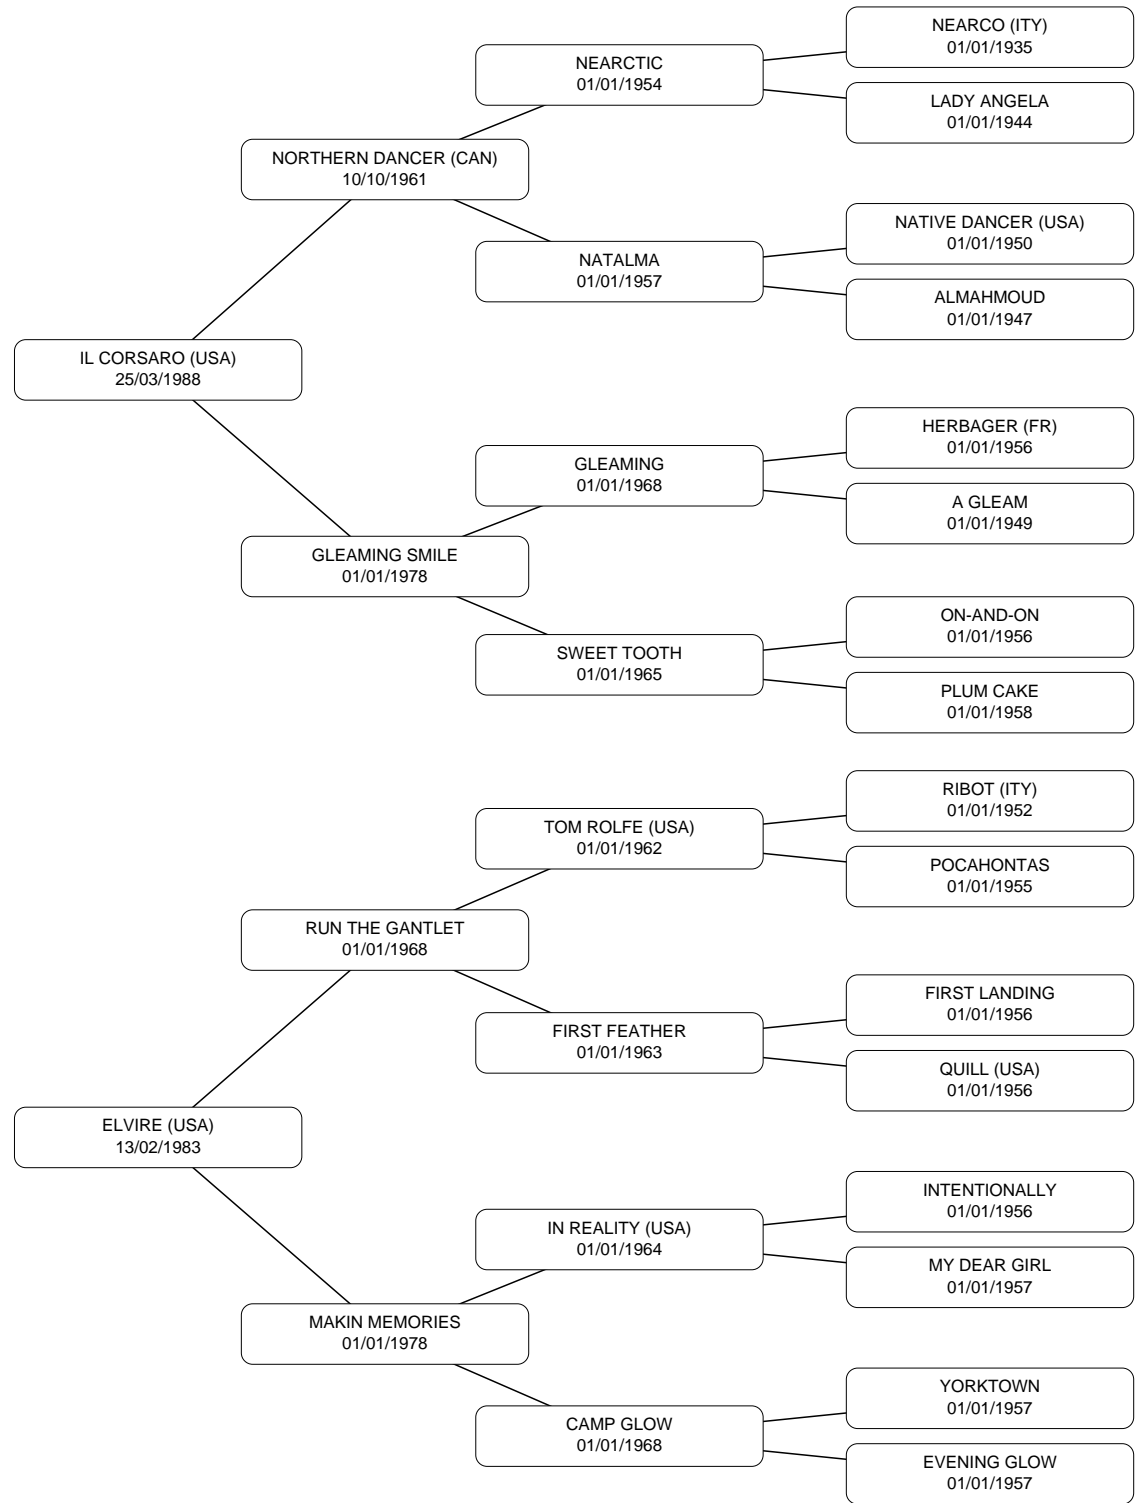 NEARCO (ITY)
01/01/1935
NEARCTIC
01/01/1954
LADY ANGELA
01/01/1944
NORTHERN DANCER (CAN)
10/10/1961
NATIVE DANCER (USA)
01/01/1950
NATALMA
01/01/1957
ALMAHMOUD
01/01/1947
IL CORSARO (USA)
25/03/1988
HERBAGER (FR)
01/01/1956
GLEAMING
01/01/1968
A GLEAM
01/01/1949
GLEAMING SMILE
01/01/1978
ON-AND-ON
01/01/1956
SWEET TOOTH
01/01/1965
PLUM CAKE
01/01/1958
RIBOT (ITY)
01/01/1952
TOM ROLFE (USA)
01/01/1962
POCAHONTAS
01/01/1955
RUN THE GANTLET
01/01/1968
FIRST LANDING
01/01/1956
FIRST FEATHER
01/01/1963
QUILL (USA)
01/01/1956
ELVIRE (USA)
13/02/1983
INTENTIONALLY
01/01/1956
IN REALITY (USA)
01/01/1964
MY DEAR GIRL
01/01/1957
MAKIN MEMORIES
01/01/1978
YORKTOWN
01/01/1957
CAMP GLOW
01/01/1968
EVENING GLOW
01/01/1957